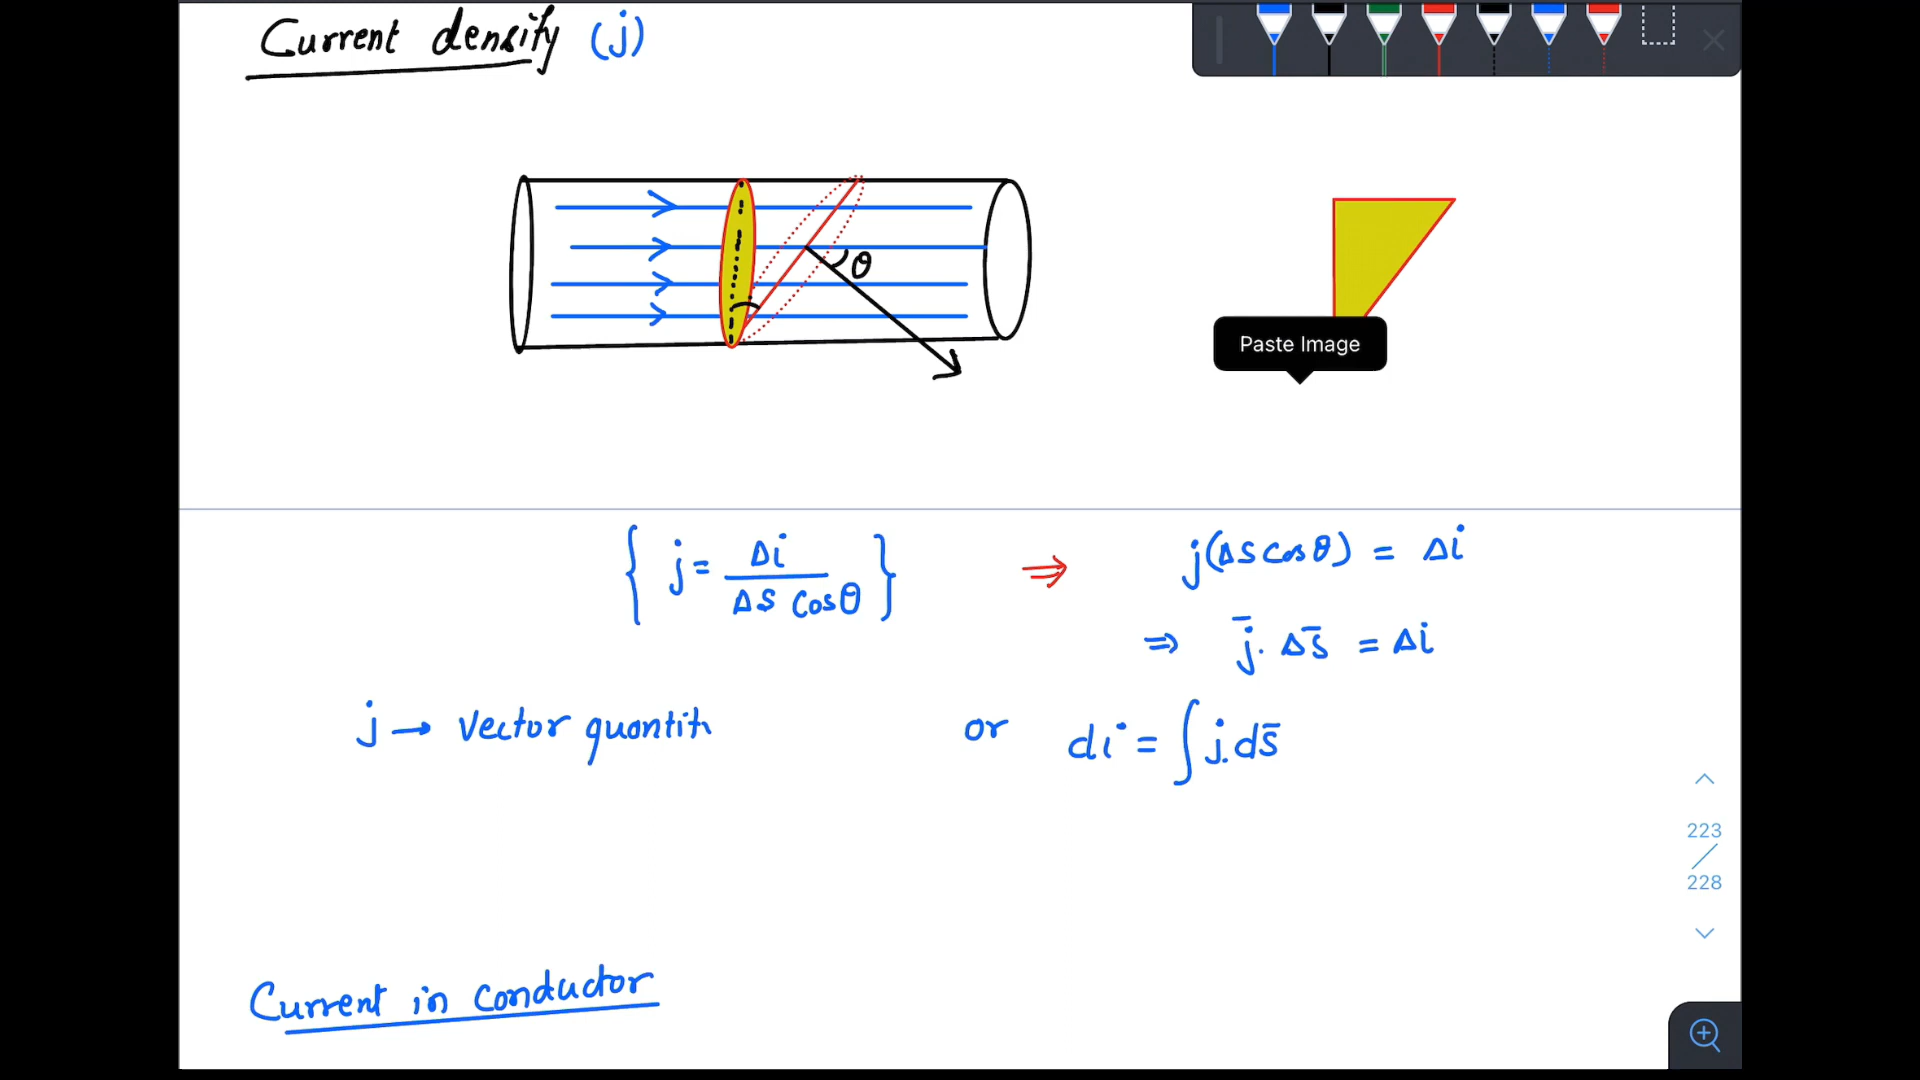 Current density (j)
θ
Paste Image
{ j = Δi / ΔS Cosθ } ⇒ j(ΔS Cosθ) = Δi
⇒ j̄. Δs̄ = Δi
j → Vector quantit
or di = ∫ j. ds̄
223
228
Current in conductor